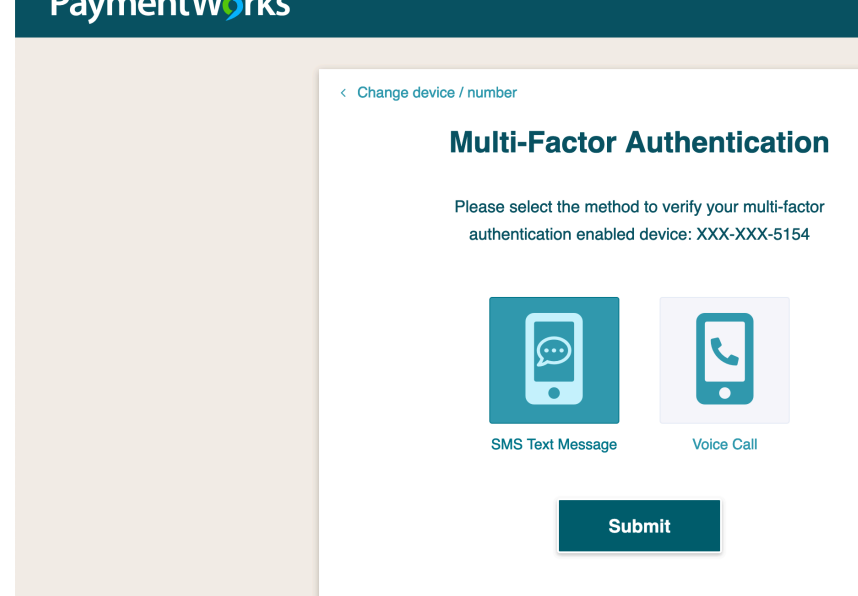 PaymentWorks
< Change device / number
Multi-Factor Authentication
Please select the method to verify your multi-factor
authentication enabled device: XXX-XXX-5154
SMS Text Message
Voice Call
Submit